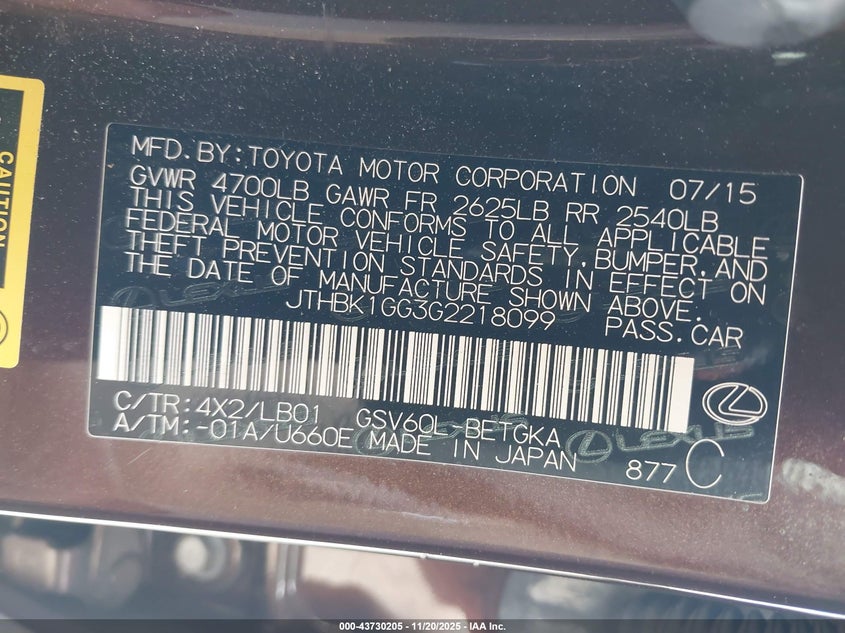 CAUTION
MFD.BY:TOYOTA MOTOR CORPORATION 07/15
GVWR 4700LB GAWR FR 2625LB RR 2540LB
THIS VEHICLE CONFORMS TO ALL APPLICABLE
FEDERAL MOTOR VEHICLE SAFETY,BUMPER,AND
THEFT PREVENTION STANDARDS IN EFFECT ON
THE DATE OF MANUFACTURE SHOWN ABOVE.
JTHBK1GG3G2218099 PASS.CAR
C/TR:4X2/LB01 GSV60L-BETGKA
A/TM:-01A/U660E MADE IN JAPAN
LEXUS
877 C
000-43730205 - 11/20/2025 - IAA Inc.